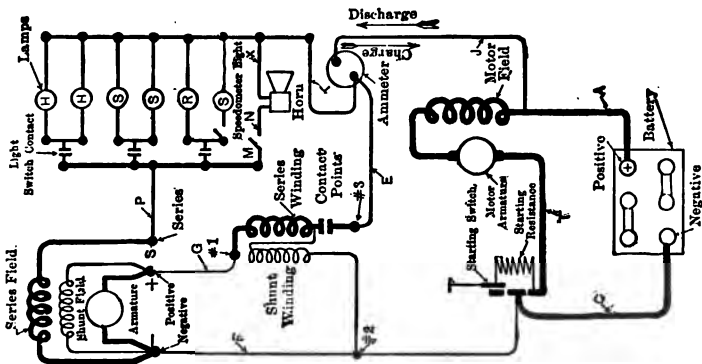 Discharge
Charge
Lamps
H
H
S
S
R
S
Speedometer Light
X
Horn
N
M
Y
Ammeter
J
Motor
Field
A
Light
Switch Contact
P
Series
S
Series
Winding
Contact
Points
E
#3
Motor
Armature
Battery
Positive
Negative
Series Field
Shunt Field
Armature
+
Positive
Negative
G
#1
Shunt
Winding
Starting Switch
Starting
Resistance
F
#2